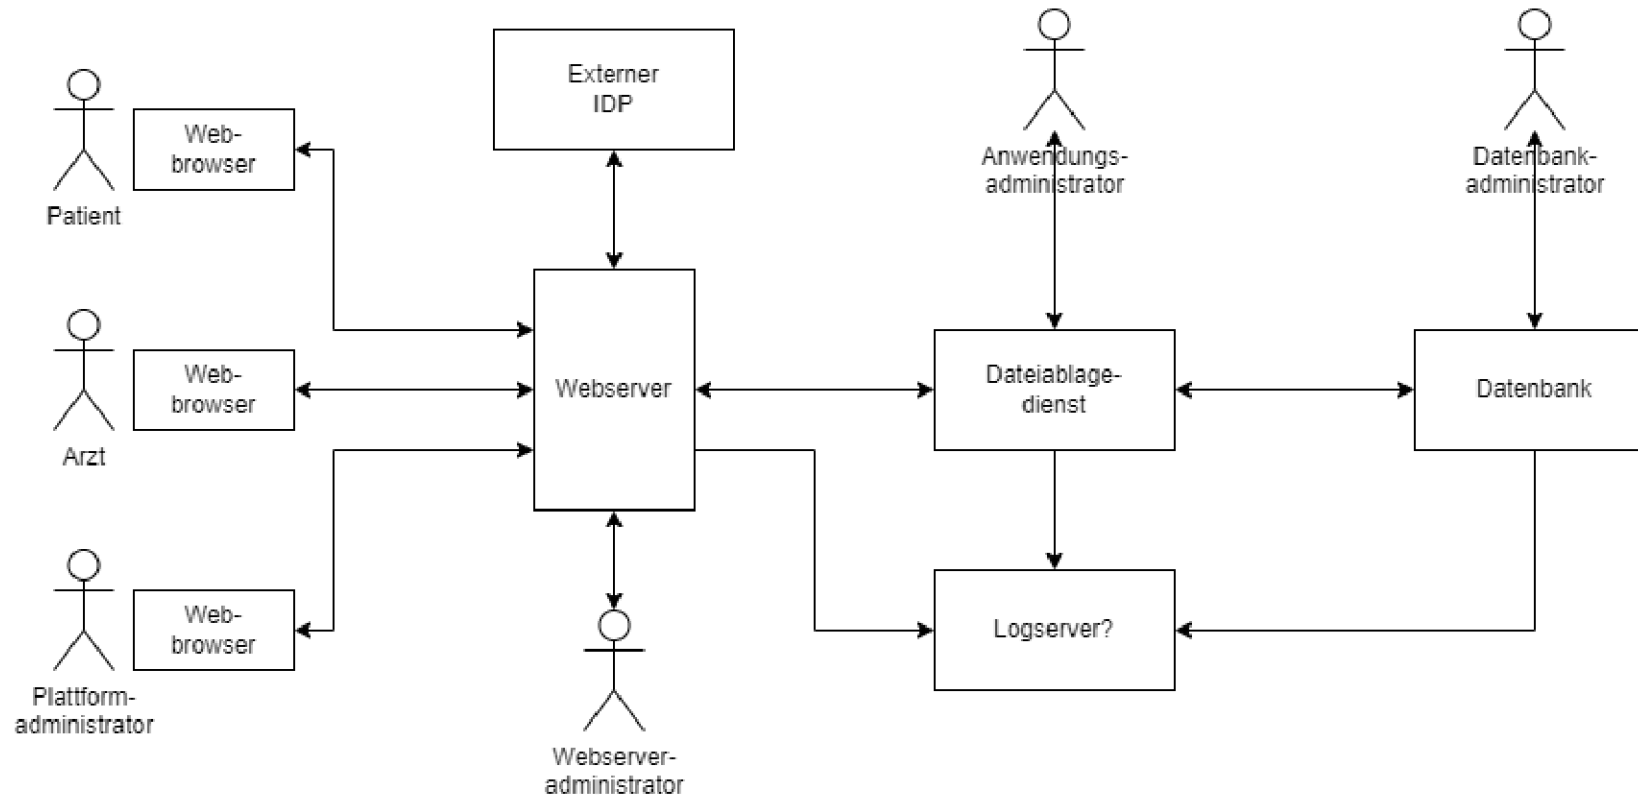 Externer
IDP
Web-
browser
Patient
Anwendungs-
administrator
Datenbank-
administrator
Web-
browser
Arzt
Webserver
Dateiablage-
dienst
Datenbank
Web-
browser
Plattform-
administrator
Logserver?
Webserver-
administrator